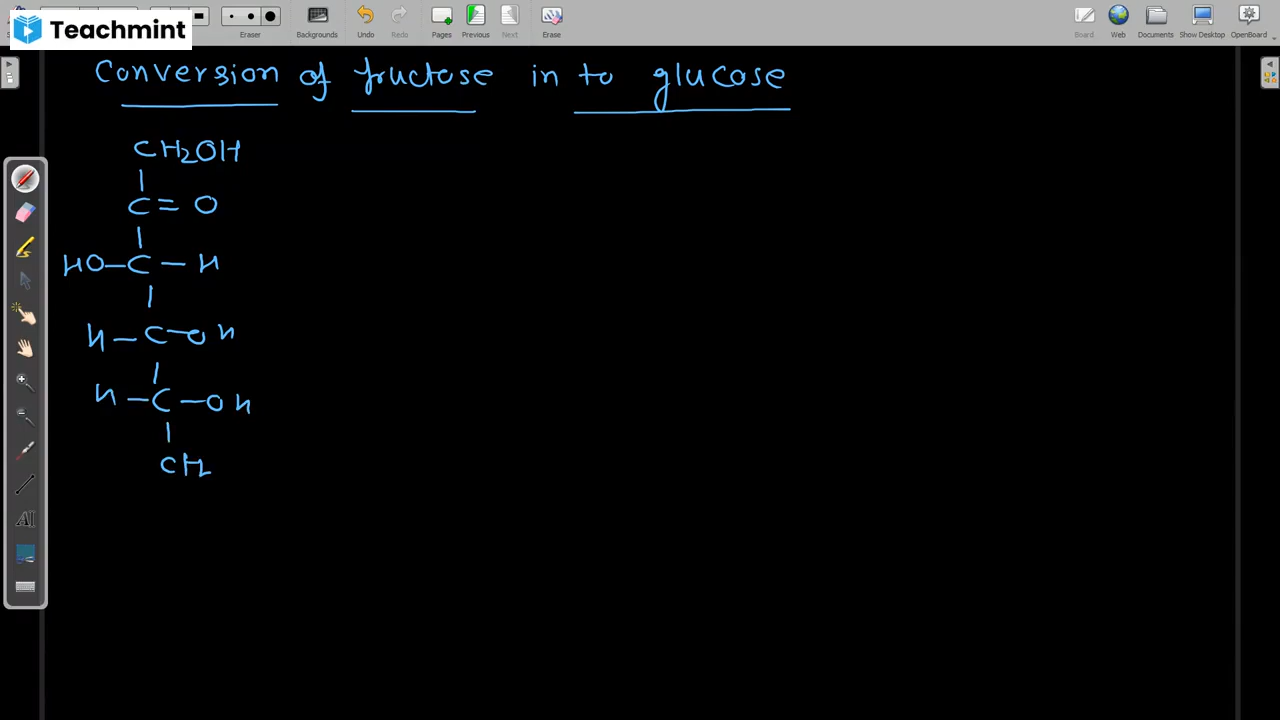 Teachmint
Eraser
Backgrounds
Undo
Redo
Pages
Previous
Next
Erase
Board
Web
Documents
Show Desktop
OpenBoard
Conversion of fructose in to glucose
CH2OH
C = O
HO - C - H
H - C - OH
H - C - OH
CH2